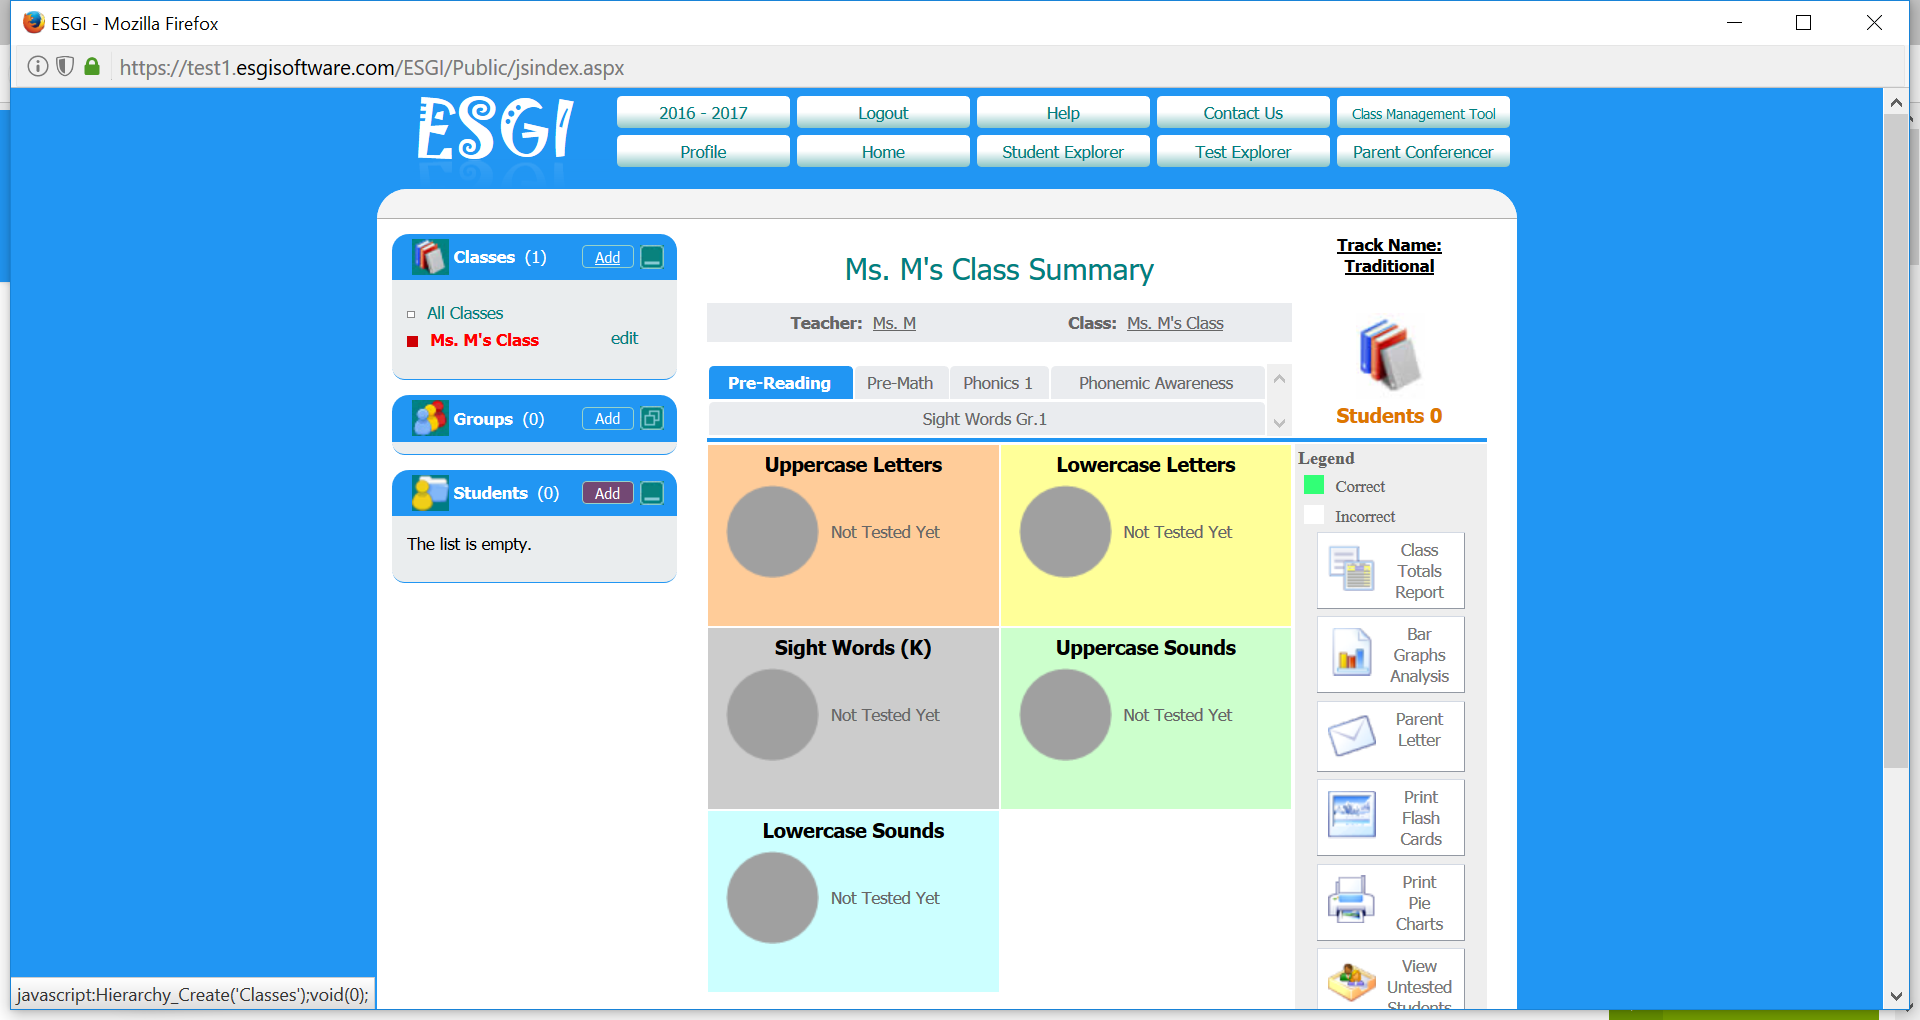 ESGI - Mozilla Firefox
https://test1.esgisoftware.com/ESGI/Public/jsindex.aspx
ESGI
2016 - 2017
Logout
Help
Contact Us
Class Management Tool
Profile
Home
Student Explorer
Test Explorer
Parent Conferencer
Classes (1)
Add
All Classes
Ms. M's Class
edit
Groups (0)
Add
Students (0)
Add
The list is empty.
Ms. M's Class Summary
Teacher: Ms. M
Class: Ms. M's Class
Track Name:
Traditional
Students 0
Pre-Reading
Pre-Math
Phonics 1
Phonemic Awareness
Sight Words Gr.1
Uppercase Letters
Not Tested Yet
Lowercase Letters
Not Tested Yet
Sight Words (K)
Not Tested Yet
Uppercase Sounds
Not Tested Yet
Lowercase Sounds
Not Tested Yet
Legend
Correct
Incorrect
Class
Totals
Report
Bar
Graphs
Analysis
Parent
Letter
Print
Flash
Cards
Print
Pie
Charts
View
Untested
Students
javascript:Hierarchy_Create('Classes');void(0);